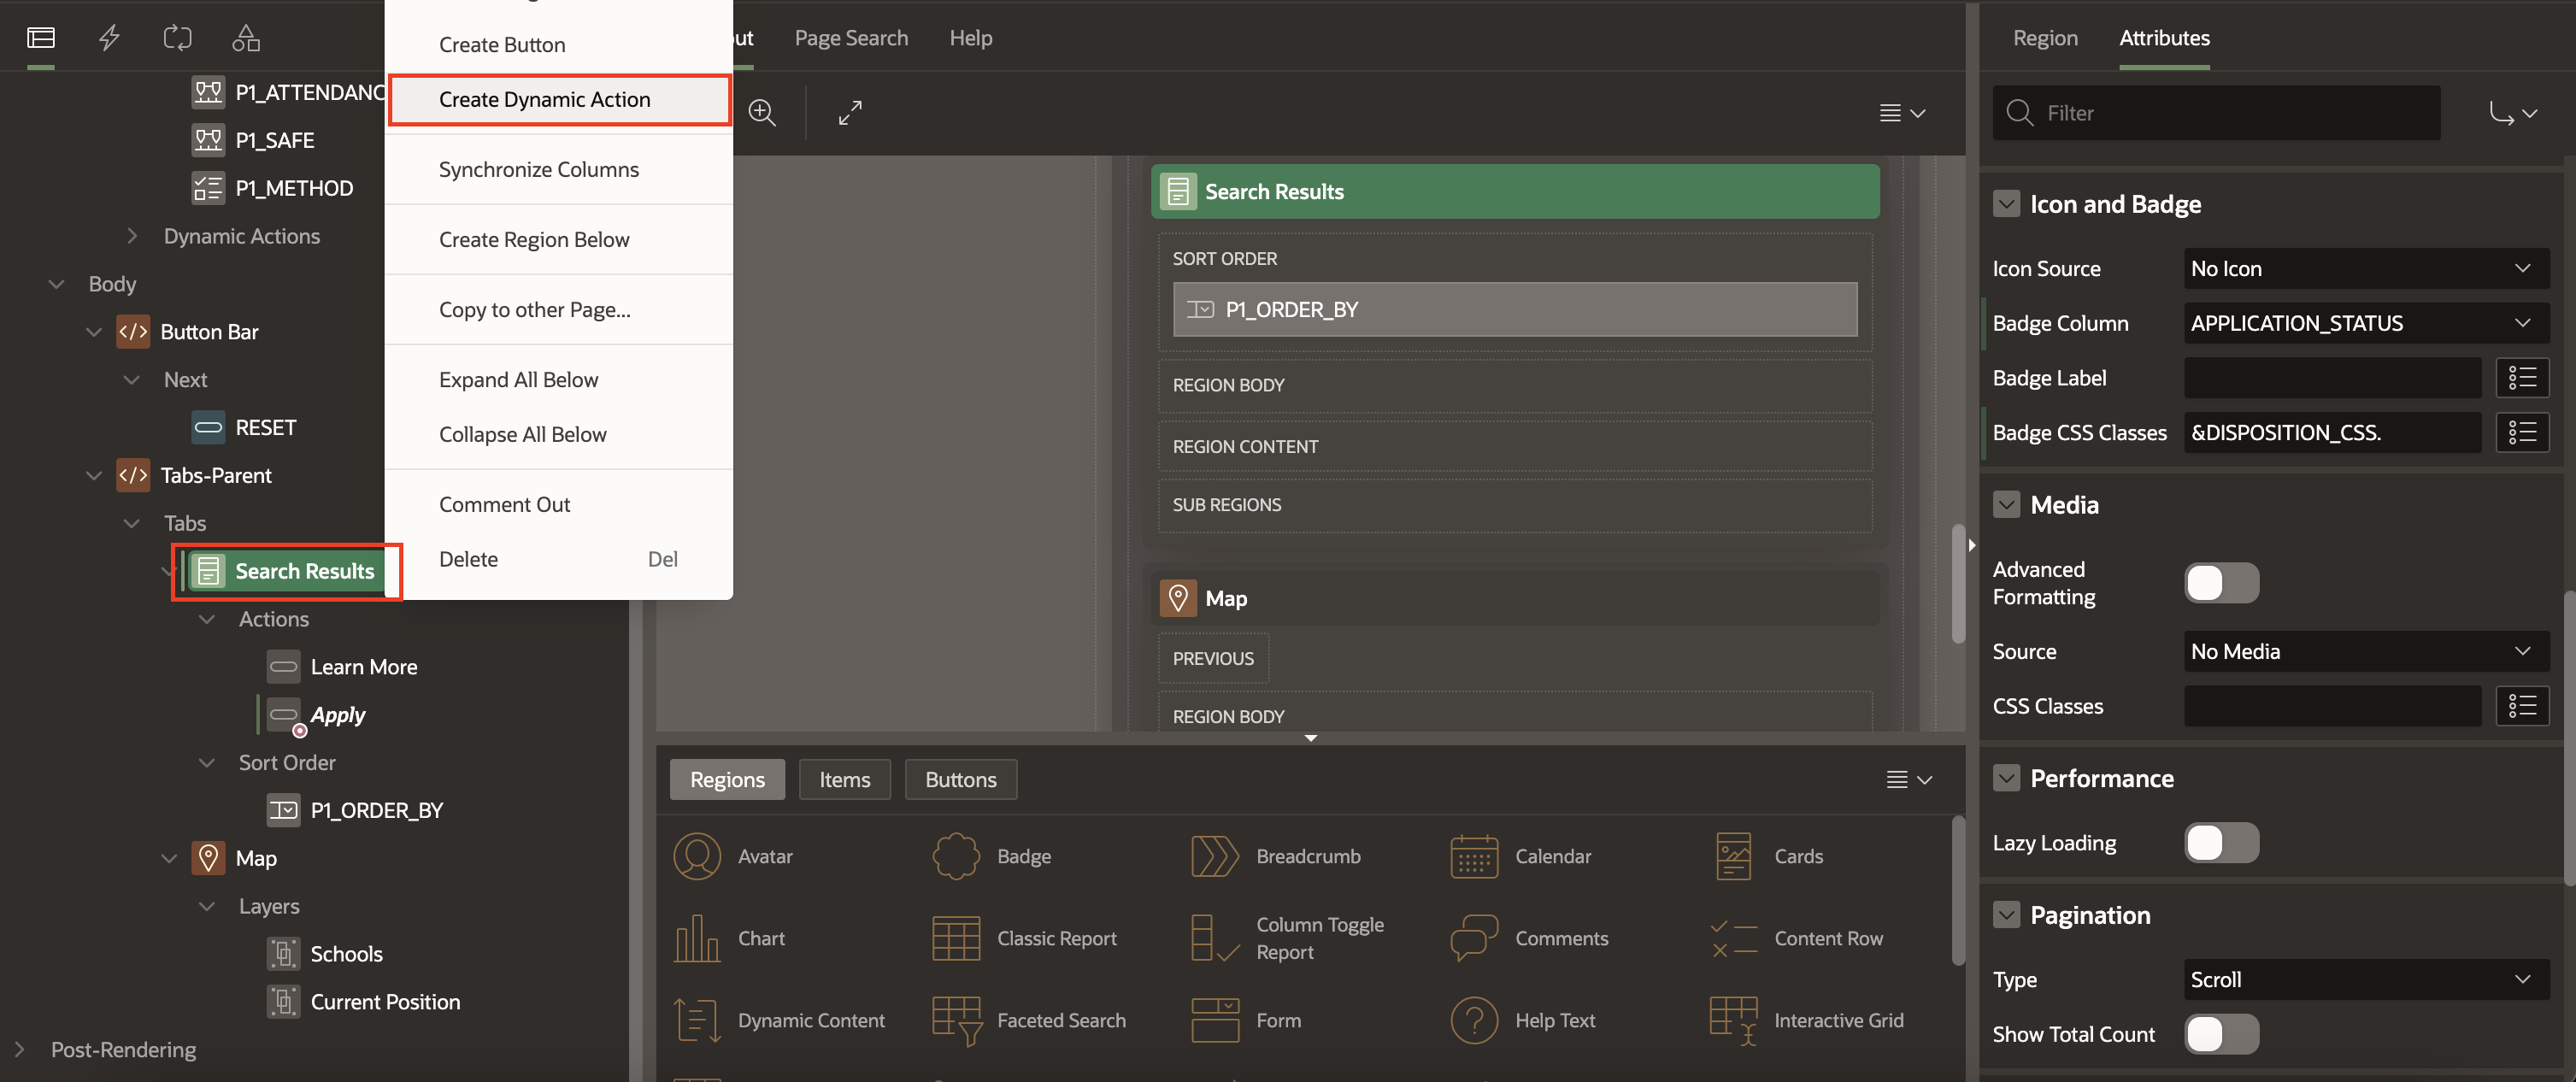 Create Button
Create Dynamic Action
Synchronize Columns
Create Region Below
Copy to other Page...
Expand All Below
Collapse All Below
Comment Out
Delete Del
P1_ATTENDANC
P1_SAFE
P1_METHOD
Dynamic Actions
Body
Button Bar
Next
RESET
Tabs-Parent
Tabs
Search Results
Actions
Learn More
Apply
Sort Order
P1_ORDER_BY
Map
Layers
Schools
Current Position
Post-Rendering
out Page Search Help
Search Results
SORT ORDER
P1_ORDER_BY
REGION BODY
REGION CONTENT
SUB REGIONS
Map
PREVIOUS
REGION BODY
Regions Items Buttons
Avatar Badge Breadcrumb Calendar Cards
Chart Classic Report Column Toggle Report Comments Content Row
Dynamic Content Faceted Search Form Help Text Interactive Grid
Region Attributes
Filter
Icon and Badge
Icon Source No Icon
Badge Column APPLICATION_STATUS
Badge Label
Badge CSS Classes &DISPOSITION_CSS.
Media
Advanced
Formatting
Source No Media
CSS Classes
Performance
Lazy Loading
Pagination
Type Scroll
Show Total Count